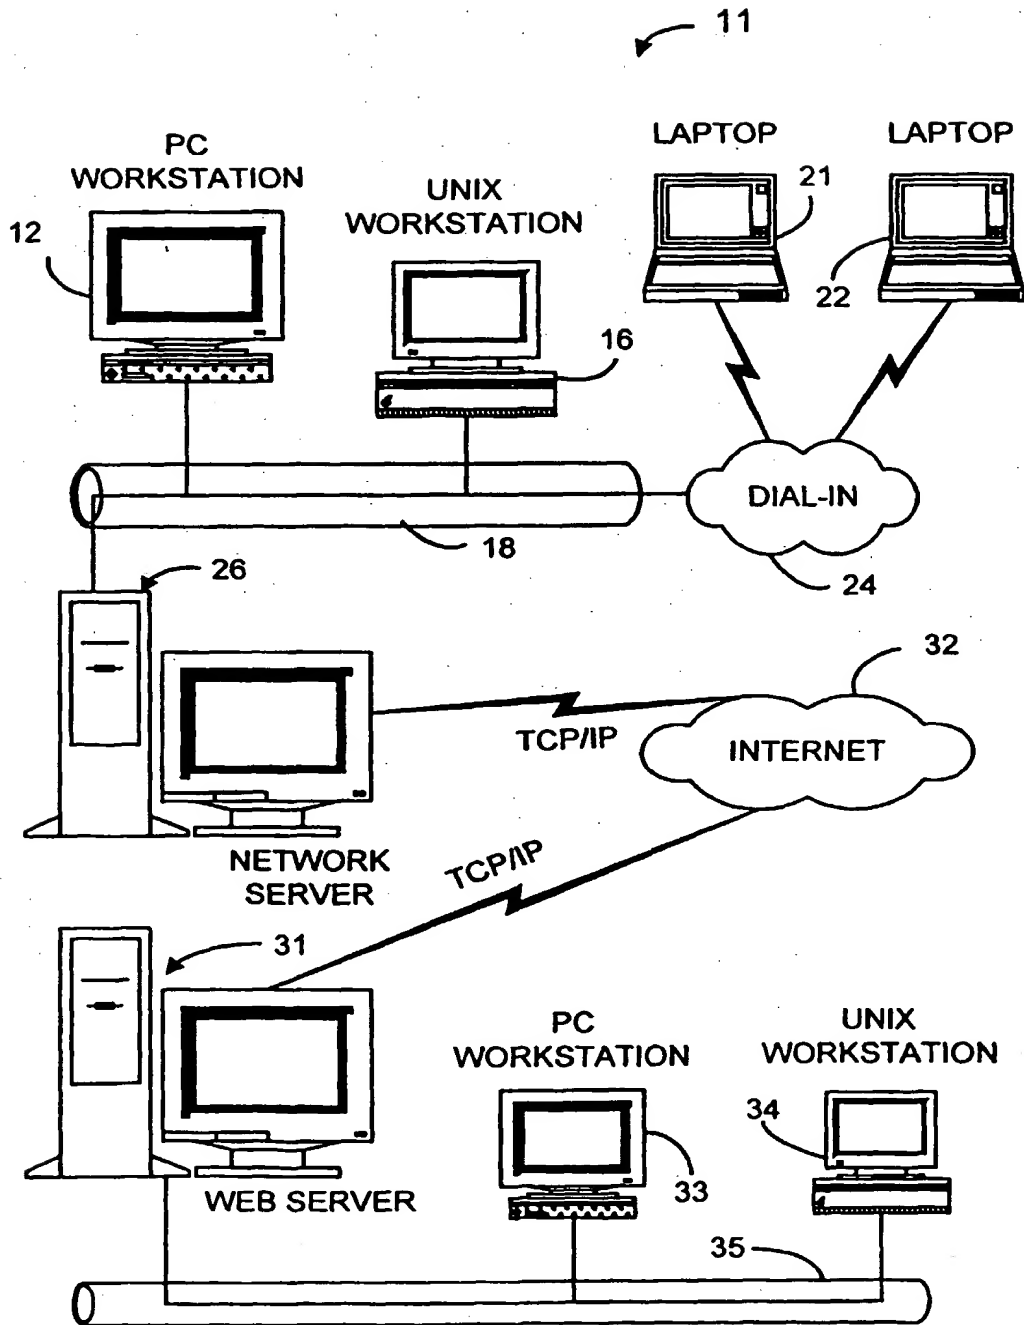 11
LAPTOP
LAPTOP
PC
WORKSTATION
UNIX
WORKSTATION
12
21
22
16
DIAL-IN
18
24
26
32
TCP/IP
INTERNET
NETWORK
SERVER
TCP/IP
31
PC
WORKSTATION
UNIX
WORKSTATION
34
33
WEB SERVER
35